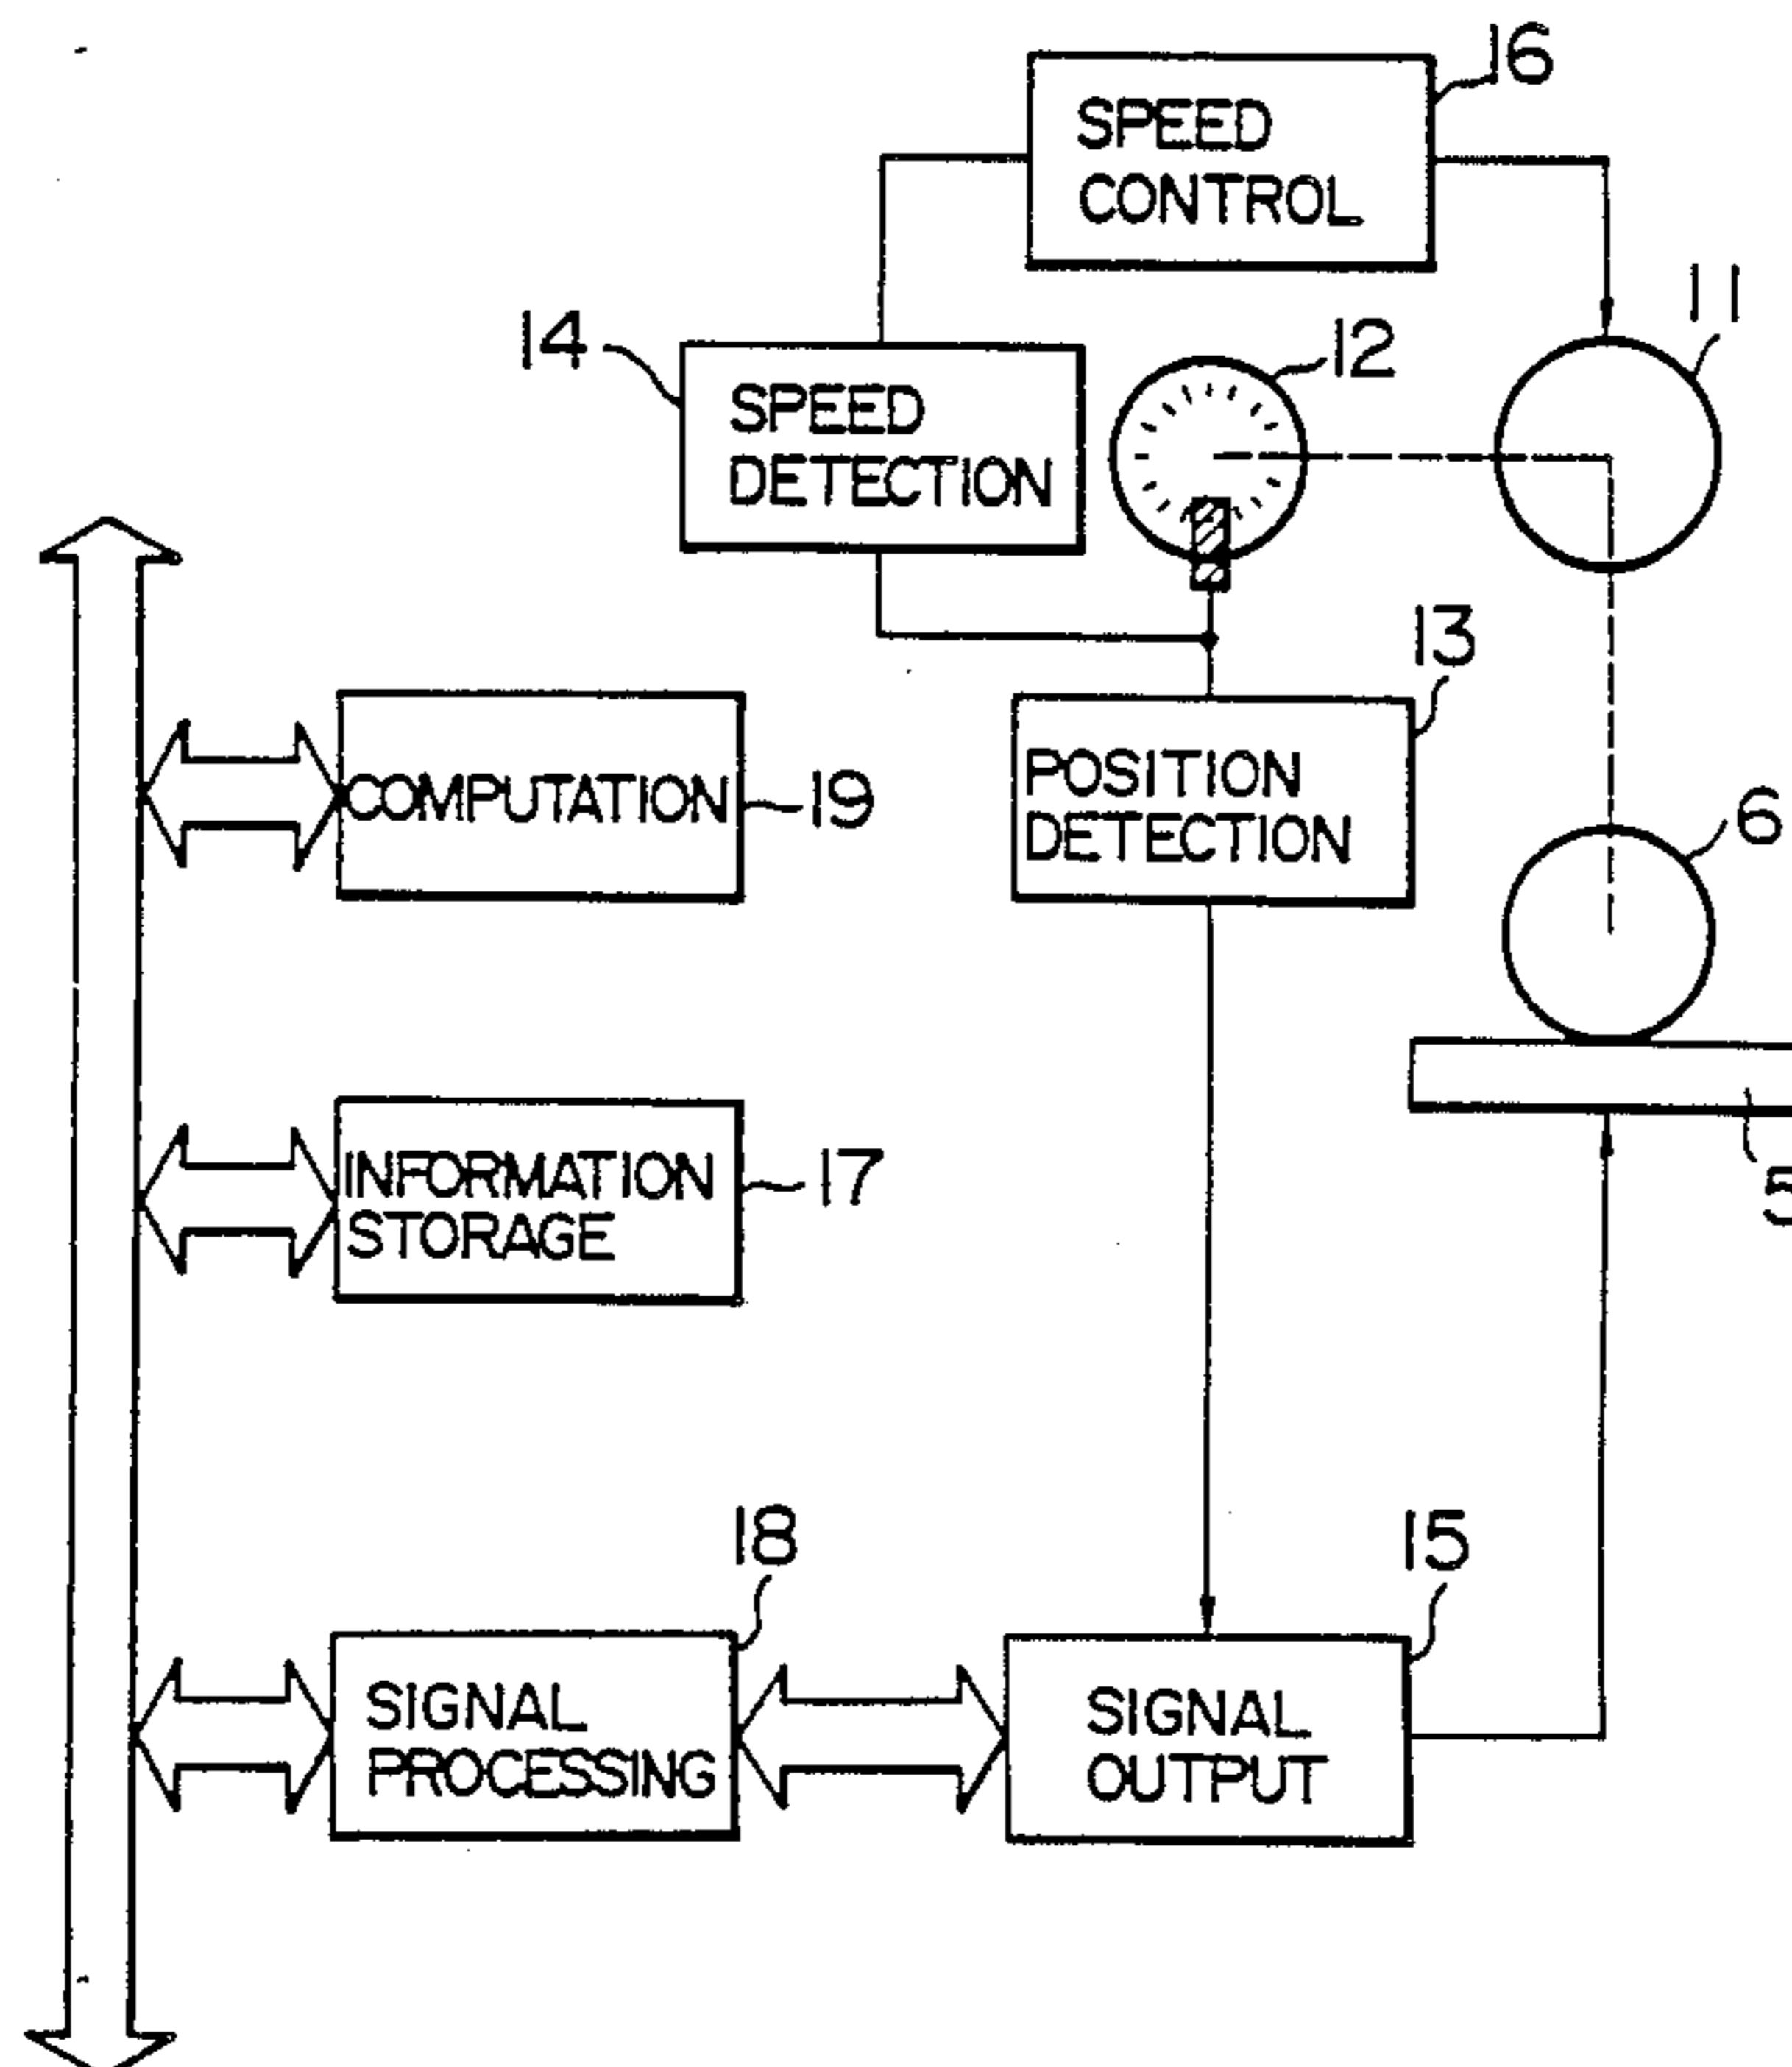 16
SPEED
CONTROL
11
14
12
SPEED
DETECTION
13
COMPUTATION
19
POSITION
DETECTION
6
INFORMATION
STORAGE
17
5
18
15
SIGNAL
PROCESSING
SIGNAL
OUTPUT